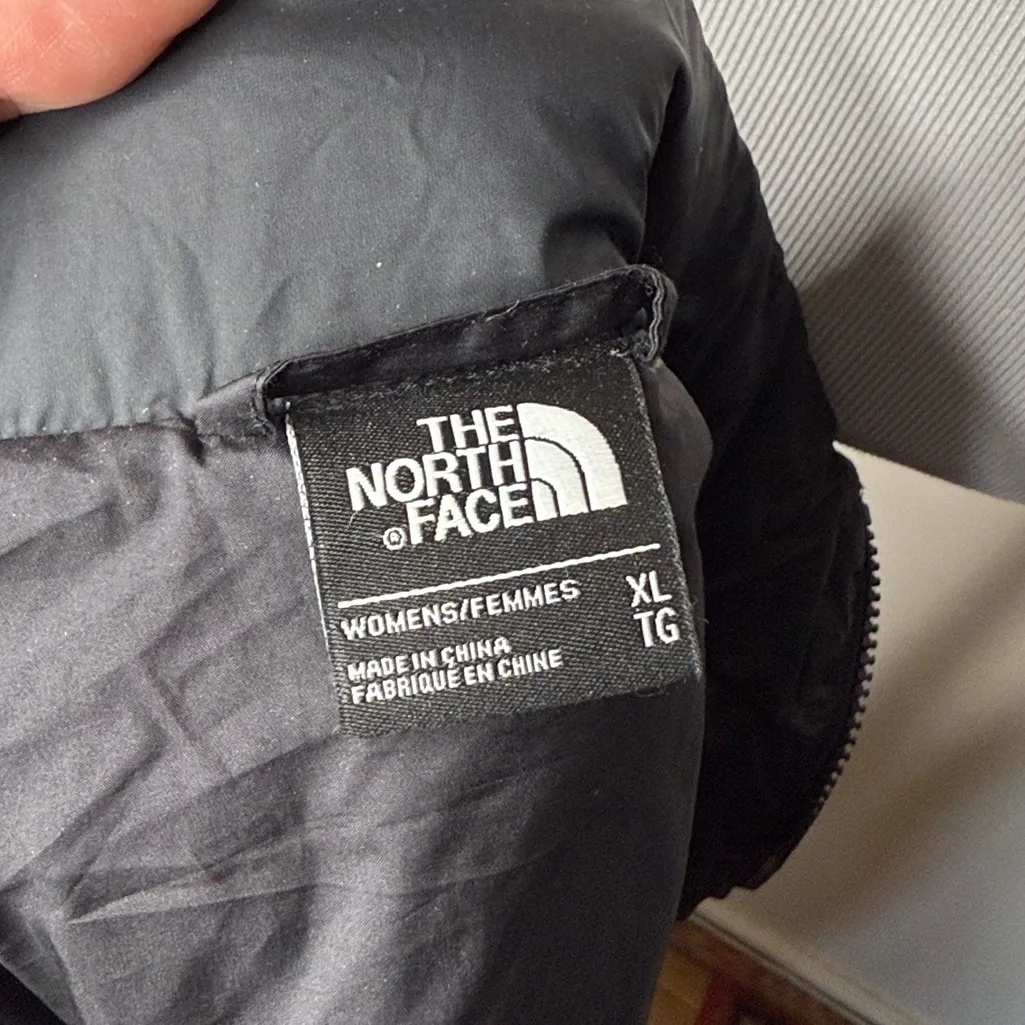 THE
NORTH
®FACE
WOMENS/FEMMES XL
TG
MADE IN CHINA
FABRIQUÉ EN CHINE